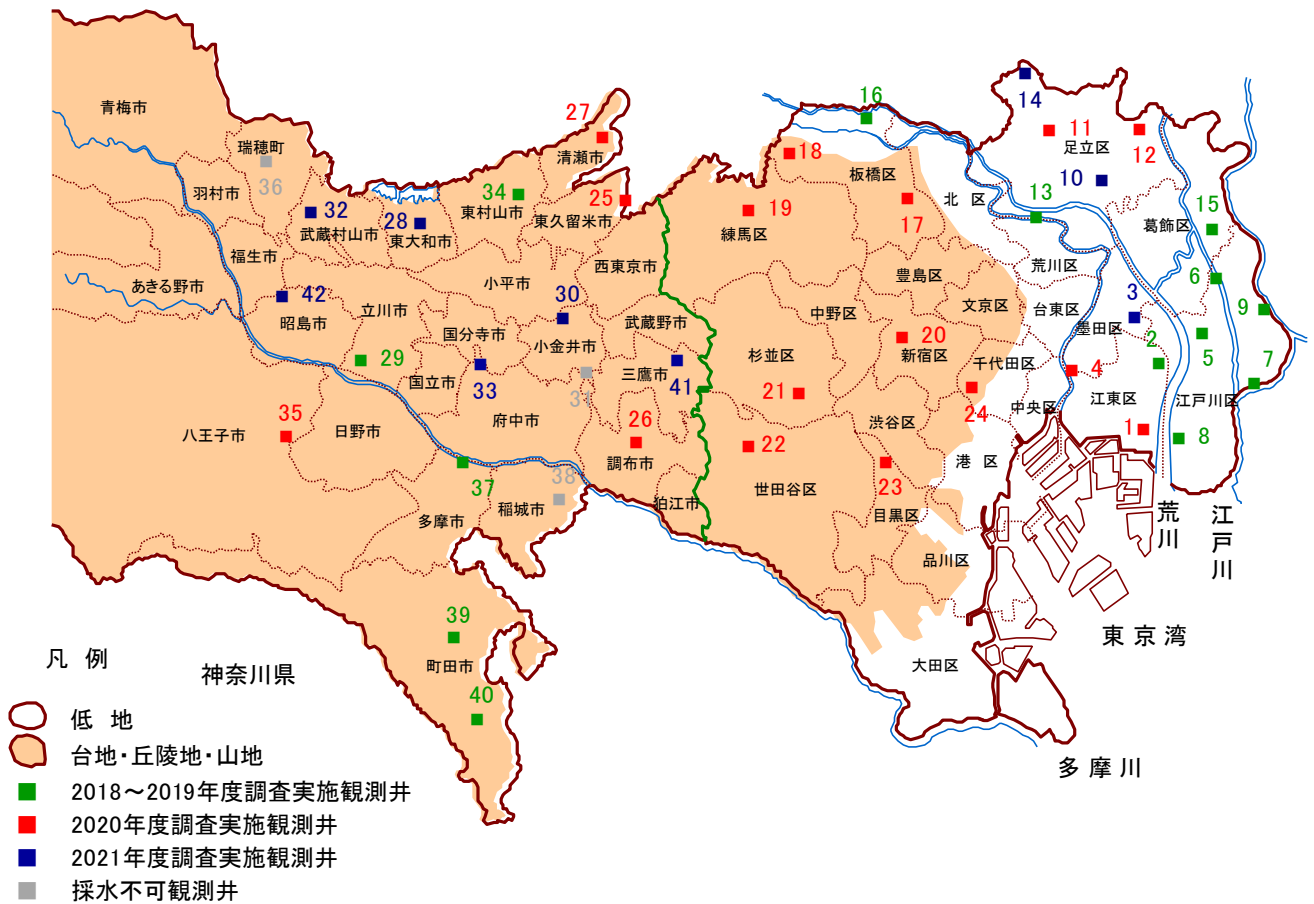 青梅市
瑞穂町
36
羽村市
32
武蔵村山市
福生市
あきる野市
42
昭島市
28
東大和市
34
東村山市
27
清瀬市
25
東久留米市
西東京市
小平市
立川市
29
国分寺市
30
小金井市
武蔵野市
国立市
33
31
三鷹市
41
府中市
35
八王子市
日野市
26
調布市
37
38
多摩市
稲城市
狛江市
39
町田市
40
16
18
板橋区
19
練馬区
17
北 区
豊島区
中野区
文京区
杉並区
20
新宿区
21
千代田区
24
22
渋谷区
世田谷区
23
港 区
目黒区
品川区
大田区
14
11
足立区
12
10
13
葛飾区
15
荒川区
6
台東区
3
墨田区
9
2
5
4
7
江東区
江戸川区
中央区
1
8
荒川
江戸川
東京湾
多摩川
神奈川県
凡 例
低 地
台地・丘陵地・山地
2018～2019年度調査実施観測井
2020年度調査実施観測井
2021年度調査実施観測井
採水不可観測井